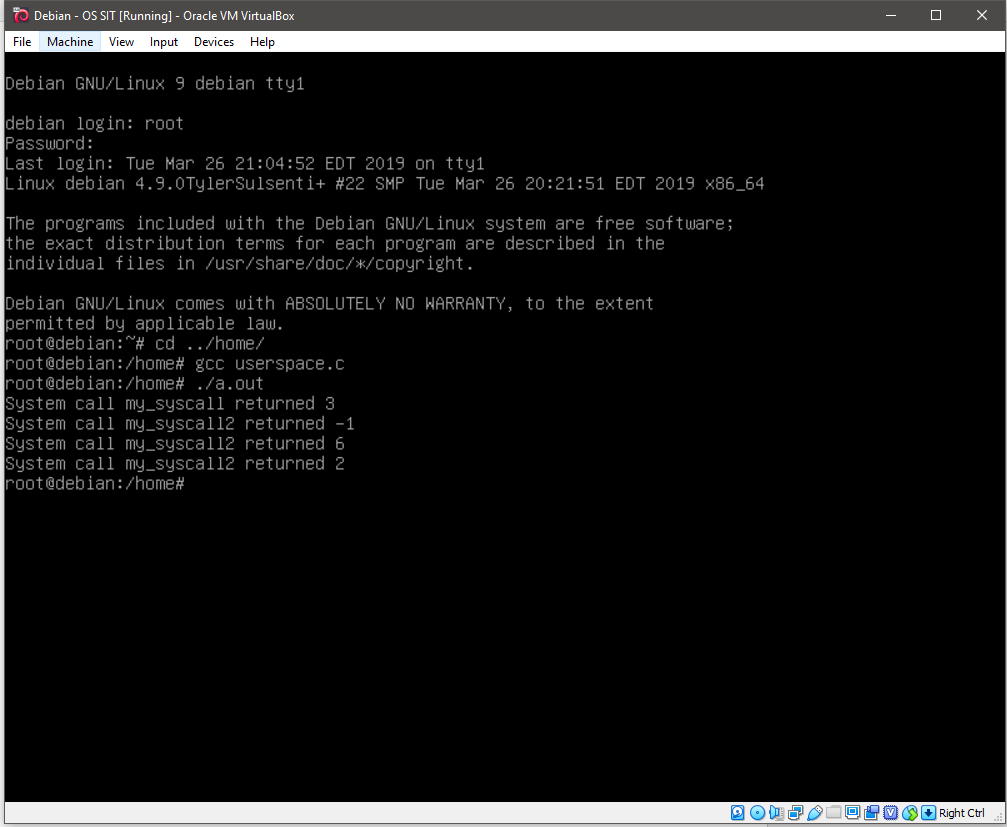 Debian - OS SIT [Running] - Oracle VM VirtualBox
File Machine View Input Devices Help
Debian GNU/Linux 9 debian tty1
debian login: root
Password:
Last login: Tue Mar 26 21:04:52 EDT 2019 on tty1
Linux debian 4.9.0TylerSulsenti+ #22 SMP Tue Mar 26 20:21:51 EDT 2019 x86_64
The programs included with the Debian GNU/Linux system are free software;
the exact distribution terms for each program are described in the
individual files in /usr/share/doc/*/copyright.
Debian GNU/Linux comes with ABSOLUTELY NO WARRANTY, to the extent
permitted by applicable law.
root@debian:~# cd ../home/
root@debian:/home# gcc userspace.c
root@debian:/home# ./a.out
System call my_syscall returned 3
System call my_syscall2 returned -1
System call my_syscall2 returned 6
System call my_syscall2 returned 2
root@debian:/home#
Right Ctrl